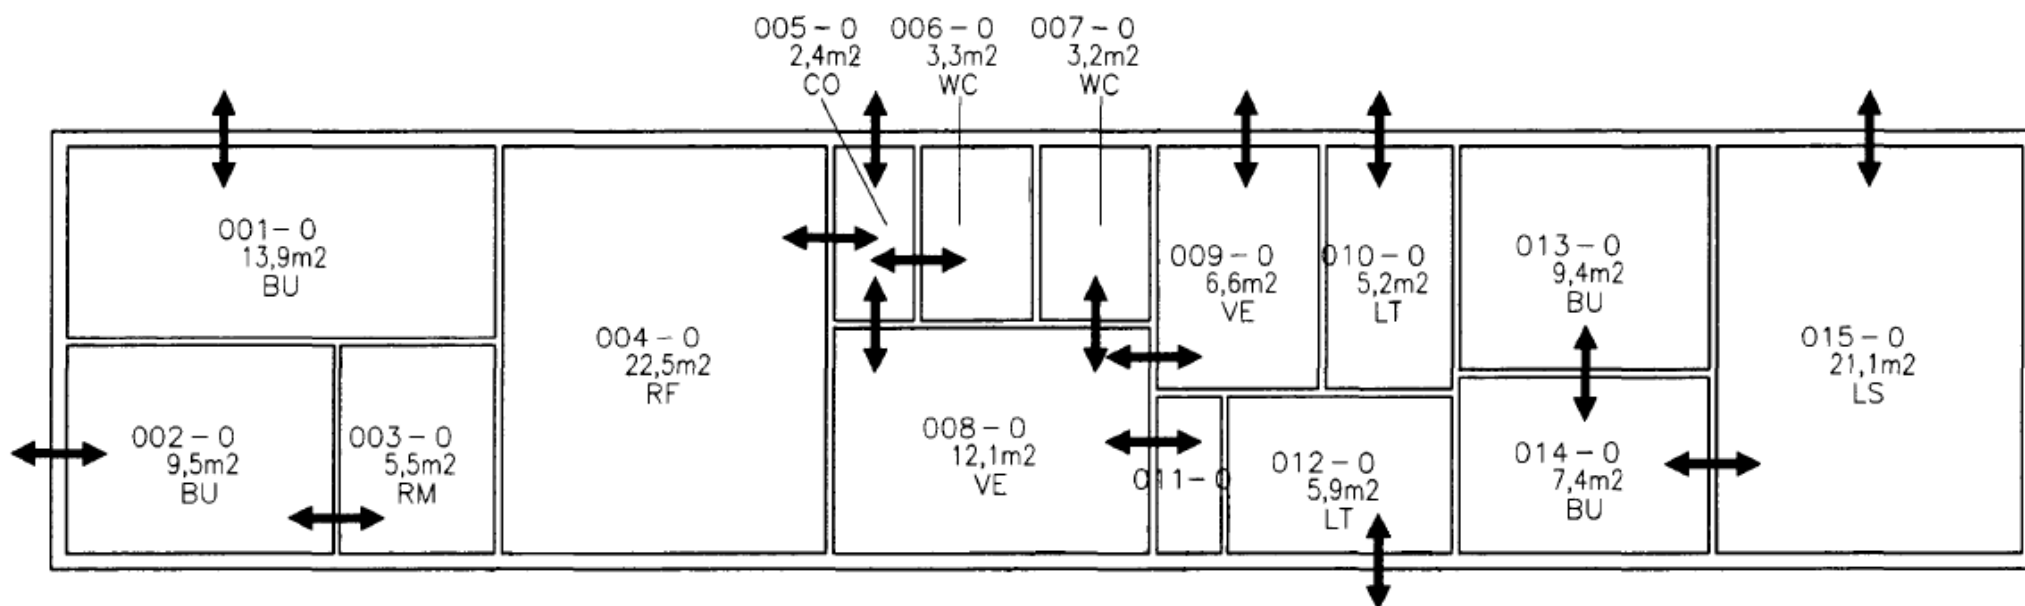 005-0
2,4m2
CO
006-0
3,3m2
WC
007-0
3,2m2
WC
001-0
13,9m2
BU
002-0
9,5m2
BU
003-0
5,5m2
RM
004-0
22,5m2
RF
008-0
12,1m2
VE
009-0
6,6m2
VE
010-0
5,2m2
LT
011-0
012-0
5,9m2
LT
013-0
9,4m2
BU
014-0
7,4m2
BU
015-0
21,1m2
LS